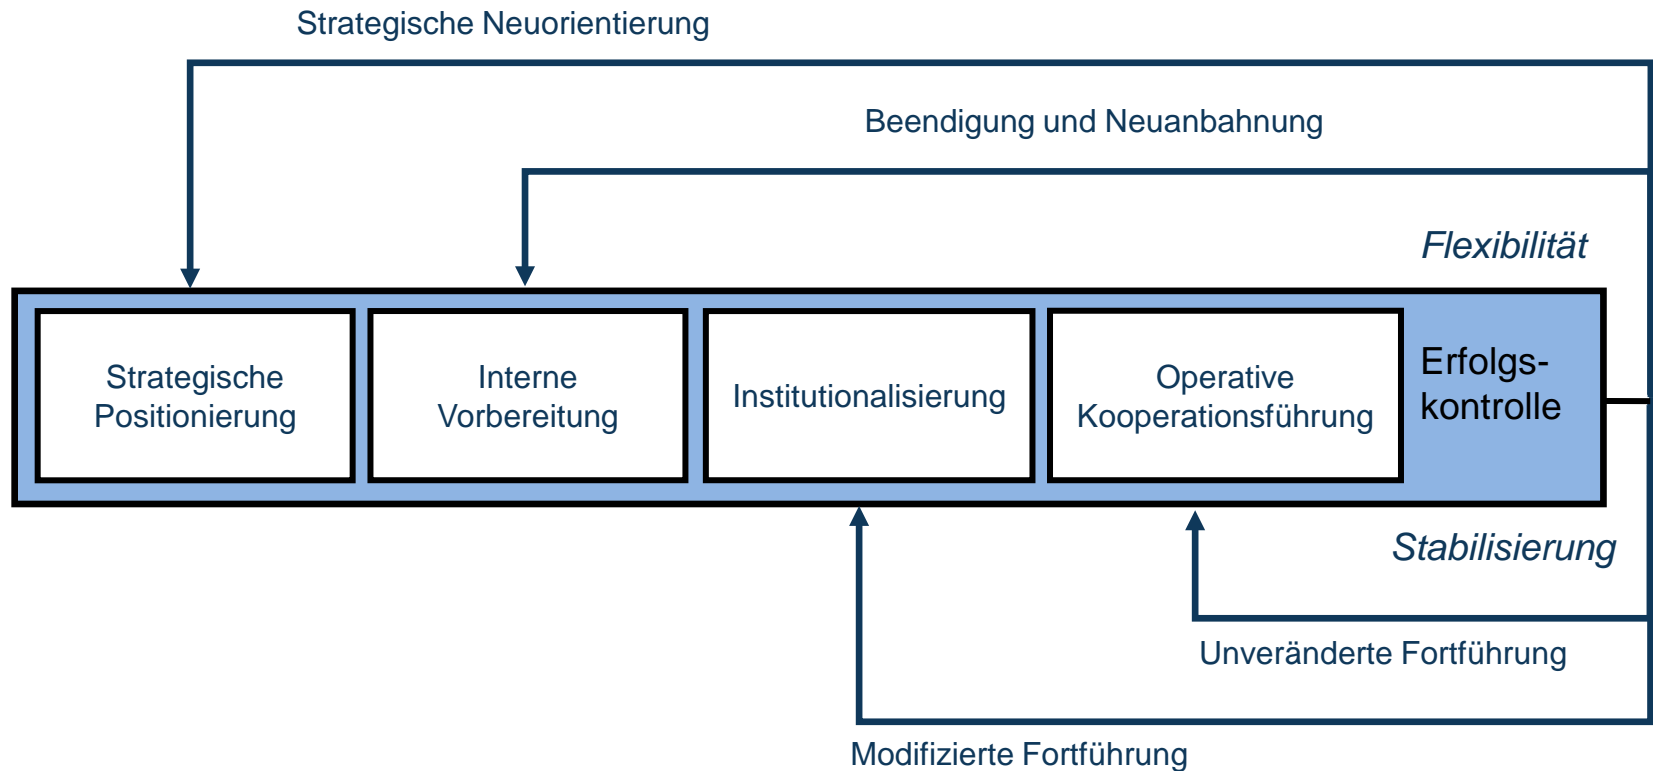 Strategische Neuorientierung
Beendigung und Neuanbahnung
Flexibilität
Strategische
Positionierung
Interne
Vorbereitung
Institutionalisierung
Operative
Kooperationsführung
Erfolgs-
kontrolle
Stabilisierung
Unveränderte Fortführung
Modifizierte Fortführung